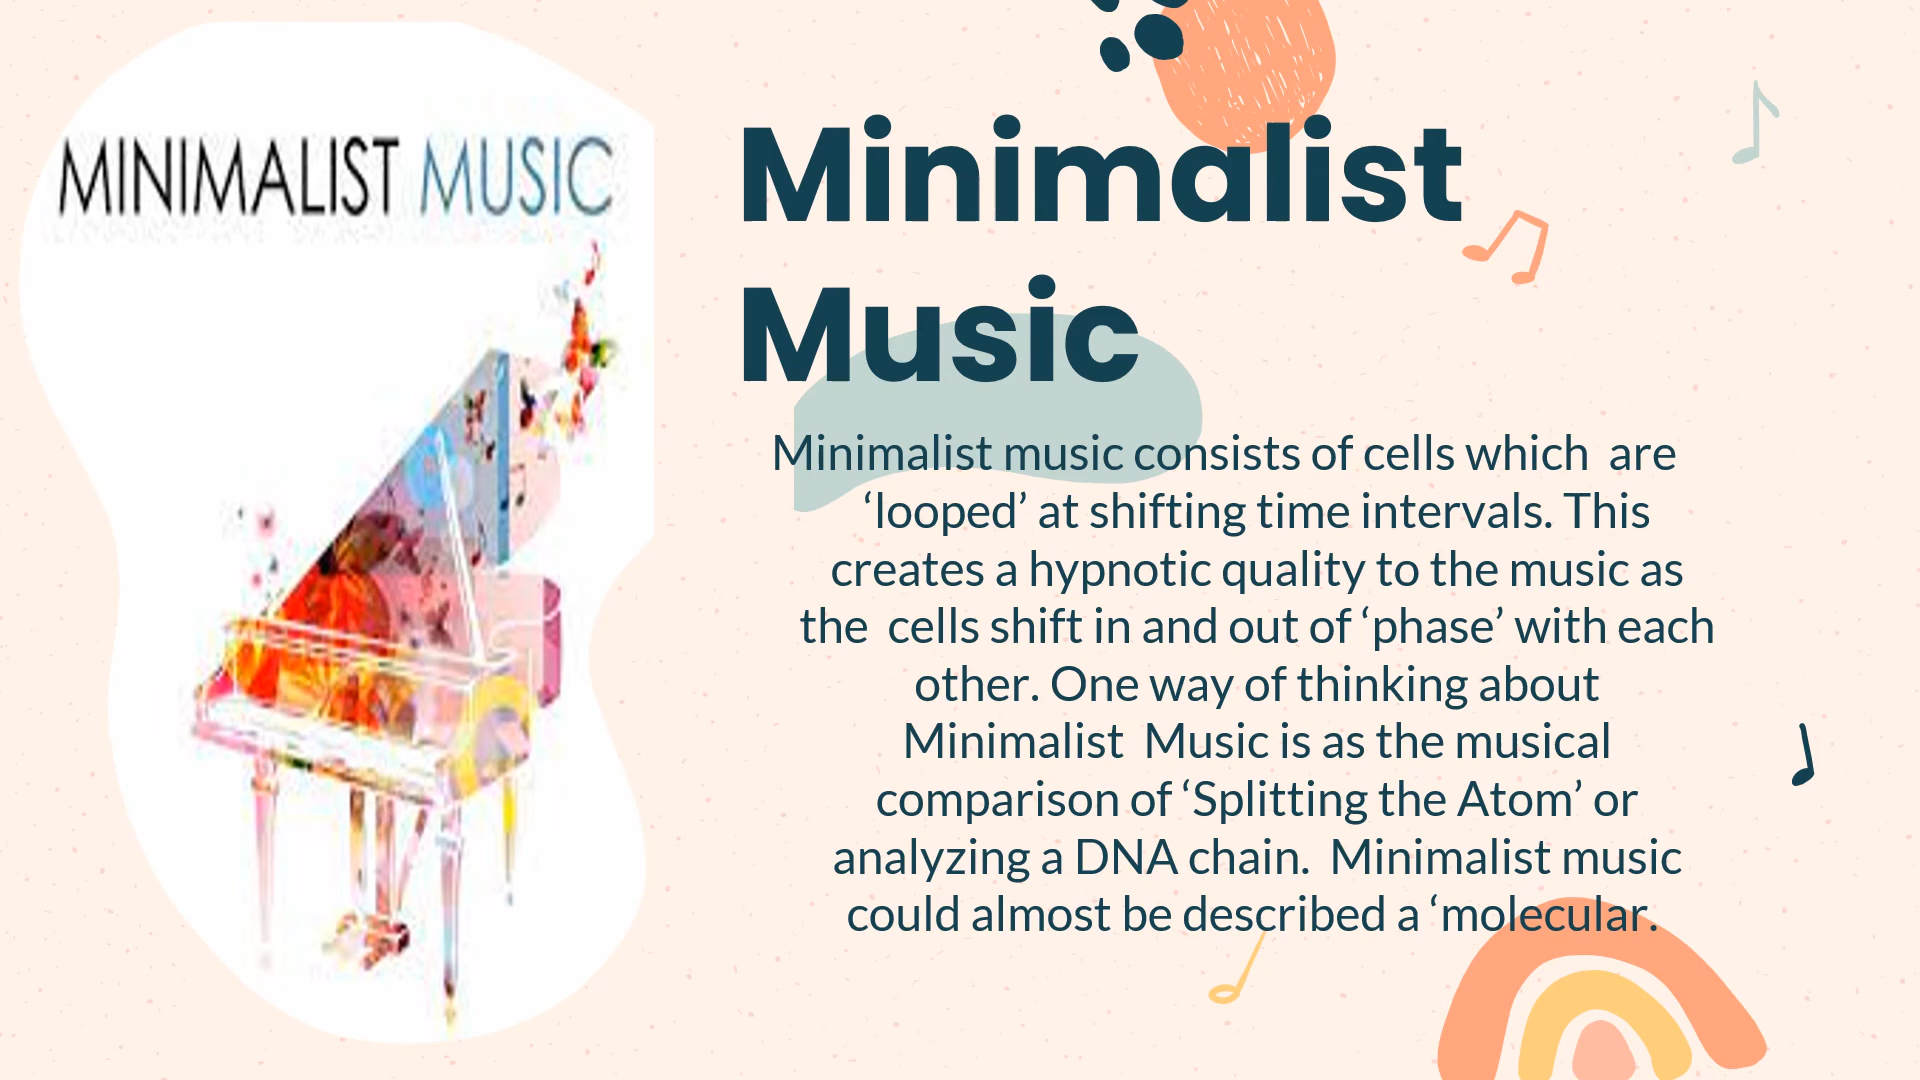 MINIMALIST MUSIC
Minimalist
Music
Minimalist music consists of cells which  are
‘looped’ at shifting time intervals. This
creates a hypnotic quality to the music as
the  cells shift in and out of ‘phase’ with each
other. One way of thinking about
Minimalist  Music is as the musical
comparison of ‘Splitting the Atom’ or
analyzing a DNA chain.  Minimalist music
could almost be described a ‘molecular.